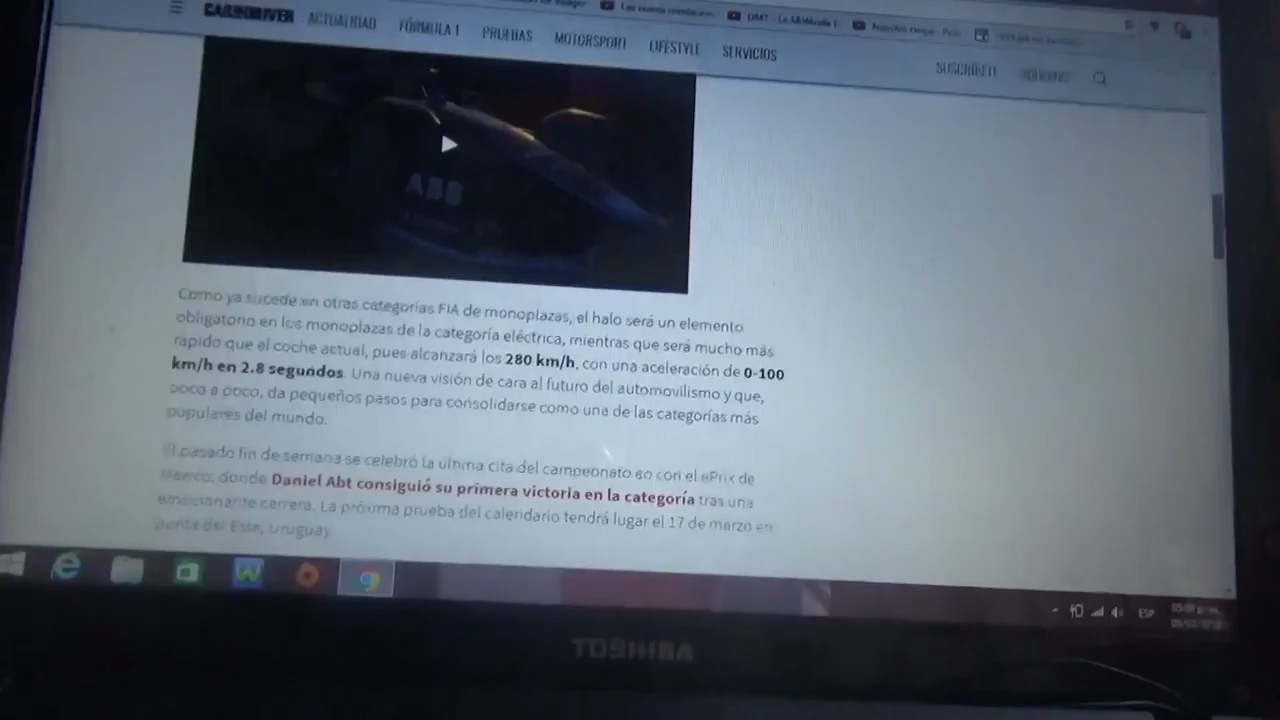 CAR&DRIVER ACTUALIDAD FÓRMULA 1 PRUEBAS MOTORSPORT LIFESTYLE SERVICIOS
SUSCRÍBETE
ABB
Como ya sucede en otras categorías FIA de monoplazas, el halo será un elemento
obligatorio en los monoplazas de la categoría eléctrica, mientras que será mucho más
rápido que el coche actual, pues alcanzará los 280 km/h, con una aceleración de 0-100
km/h en 2.8 segundos. Una nueva visión de cara al futuro del automovilismo y que,
poco a poco, da pequeños pasos para consolidarse como una de las categorías más
populares del mundo.
El pasado fin de semana se celebró la última cita del campeonato en con el ePrix de
México, donde Daniel Abt consiguió su primera victoria en la categoría tras una
emocionante carrera. La próxima prueba del calendario tendrá lugar el 17 de marzo en
punta del Este, Uruguay
ESP
TOSHIBA